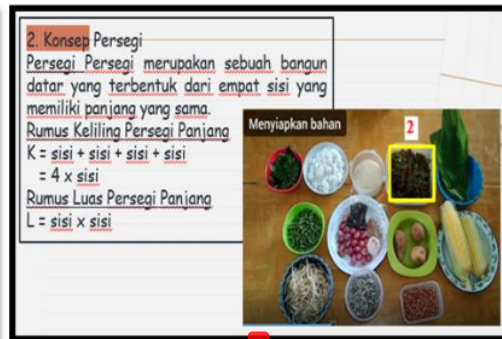 2. Konsep Persegi
Persegi Persegi merupakan sebuah bangun
datar yang terbentuk dari empat sisi yang
memiliki panjang yang sama.
Rumus Keliling Persegi Panjang
K = sisi + sisi + sisi + sisi
= 4 x sisi
Rumus Luas Persegi Panjang
L = sisi x sisi
Menyiapkan bahan
2